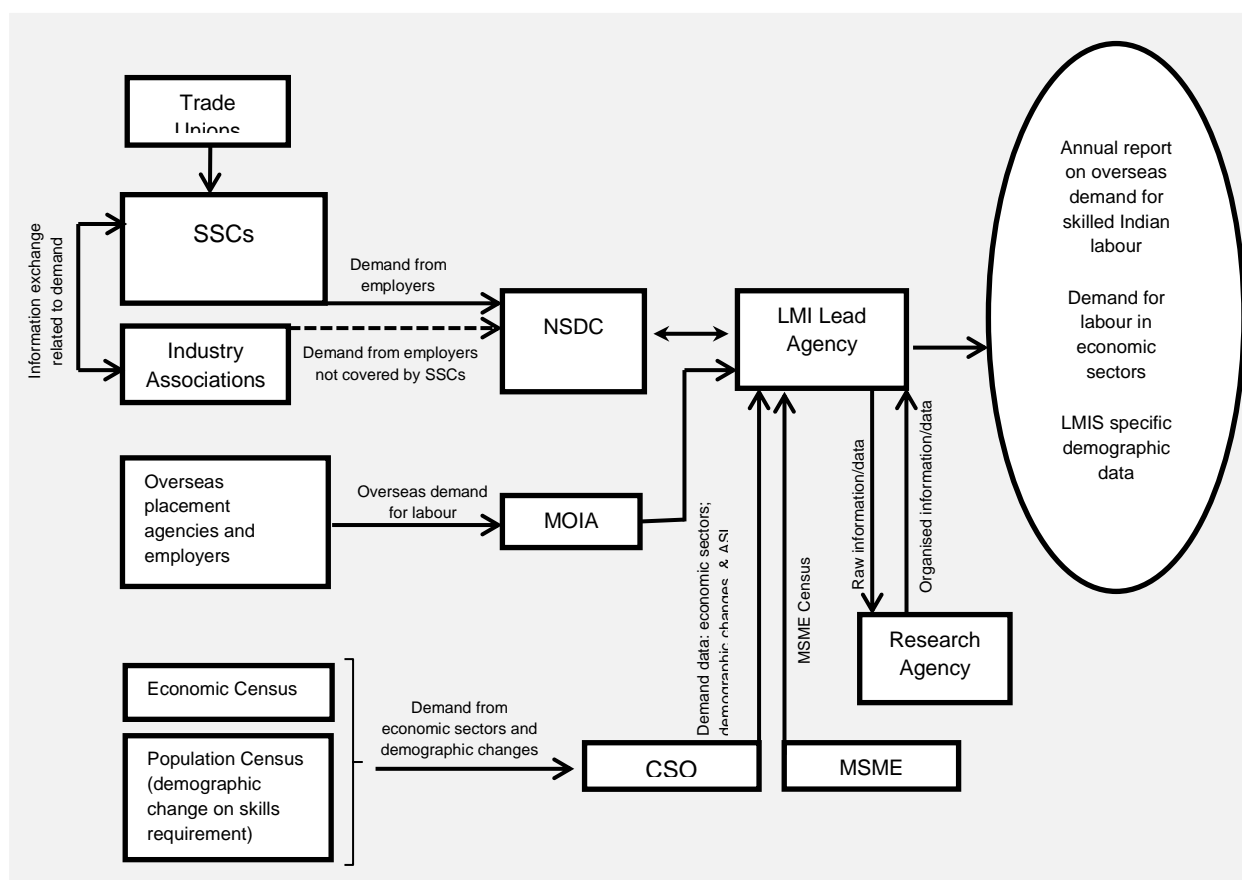 Trade
Unions
SSCs
Information exchange
related to demand
Demand from
employers
Industry
Associations
Demand from employers
not covered by SSCs
NSDC
LMI Lead
Agency
Annual report
on overseas
demand for
skilled Indian
labour
Demand for
labour in
economic
sectors
LMIS specific
demographic
data
Overseas
placement
agencies and
employers
Overseas demand
for labour
MOIA
Demand data: economic sectors;
demographic changes, & ASI
MSME Census
Raw information/data
Organised information/data
Research
Agency
Economic Census
Population Census
(demographic
change on skills
requirement)
Demand from
economic sectors and
demographic changes
CSO
MSME